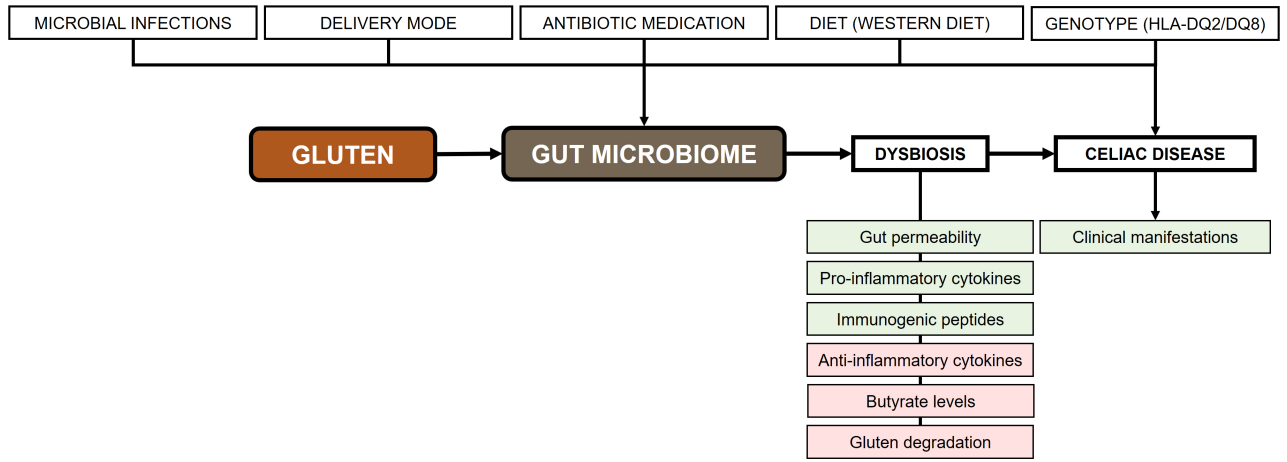 MICROBIAL INFECTIONS
DELIVERY MODE
ANTIBIOTIC MEDICATION
DIET (WESTERN DIET)
GENOTYPE (HLA-DQ2/DQ8)
GLUTEN
GUT MICROBIOME
DYSBIOSIS
CELIAC DISEASE
Gut permeability
Clinical manifestations
Pro-inflammatory cytokines
Immunogenic peptides
Anti-inflammatory cytokines
Butyrate levels
Gluten degradation